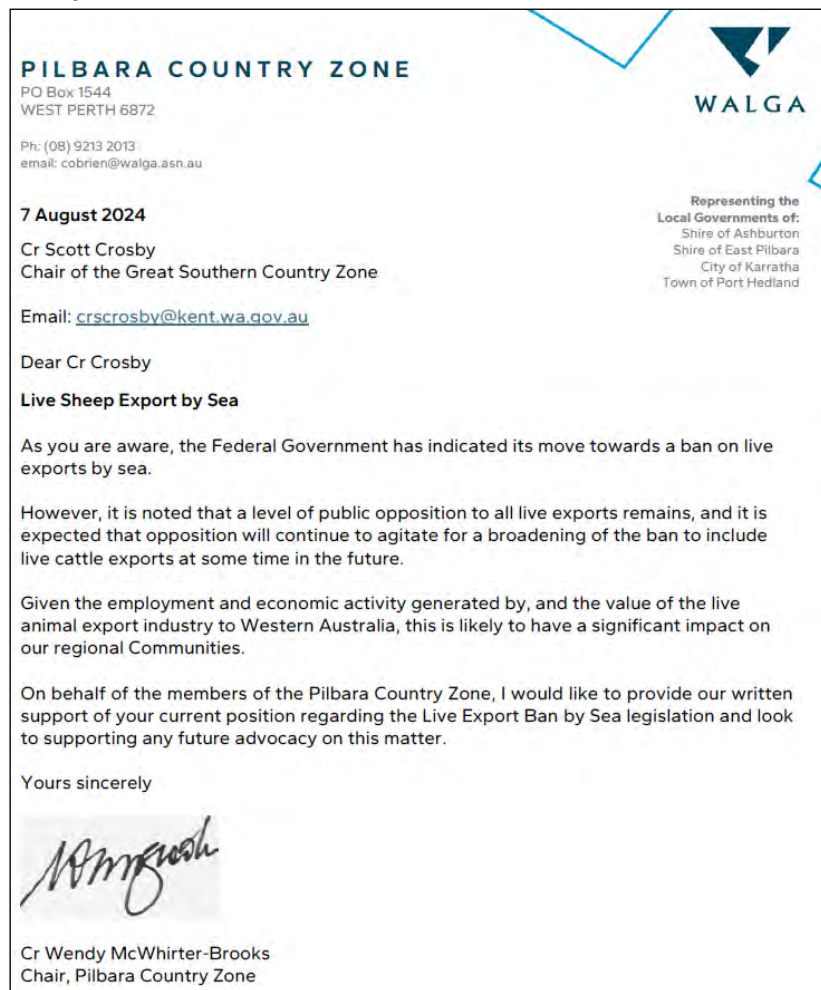 PILBARA COUNTRY ZONE
PO Box 1544
WEST PERTH 6872
Ph: (08) 9213 2013
email: cobrien@walga.asn.au
WALGA
Representing the
Local Governments of:
Shire of Ashburton
Shire of East Pilbara
City of Karratha
Town of Port Hedland
7 August 2024
Cr Scott Crosby
Chair of the Great Southern Country Zone
Email: crscrosby@kent.wa.gov.au
Dear Cr Crosby
Live Sheep Export by Sea
As you are aware, the Federal Government has indicated its move towards a ban on live
exports by sea.
However, it is noted that a level of public opposition to all live exports remains, and it is
expected that opposition will continue to agitate for a broadening of the ban to include
live cattle exports at some time in the future.
Given the employment and economic activity generated by, and the value of the live
animal export industry to Western Australia, this is likely to have a significant impact on
our regional Communities.
On behalf of the members of the Pilbara Country Zone, I would like to provide our written
support of your current position regarding the Live Export Ban by Sea legislation and look
to supporting any future advocacy on this matter.
Yours sincerely
Cr Wendy McWhirter-Brooks
Chair, Pilbara Country Zone